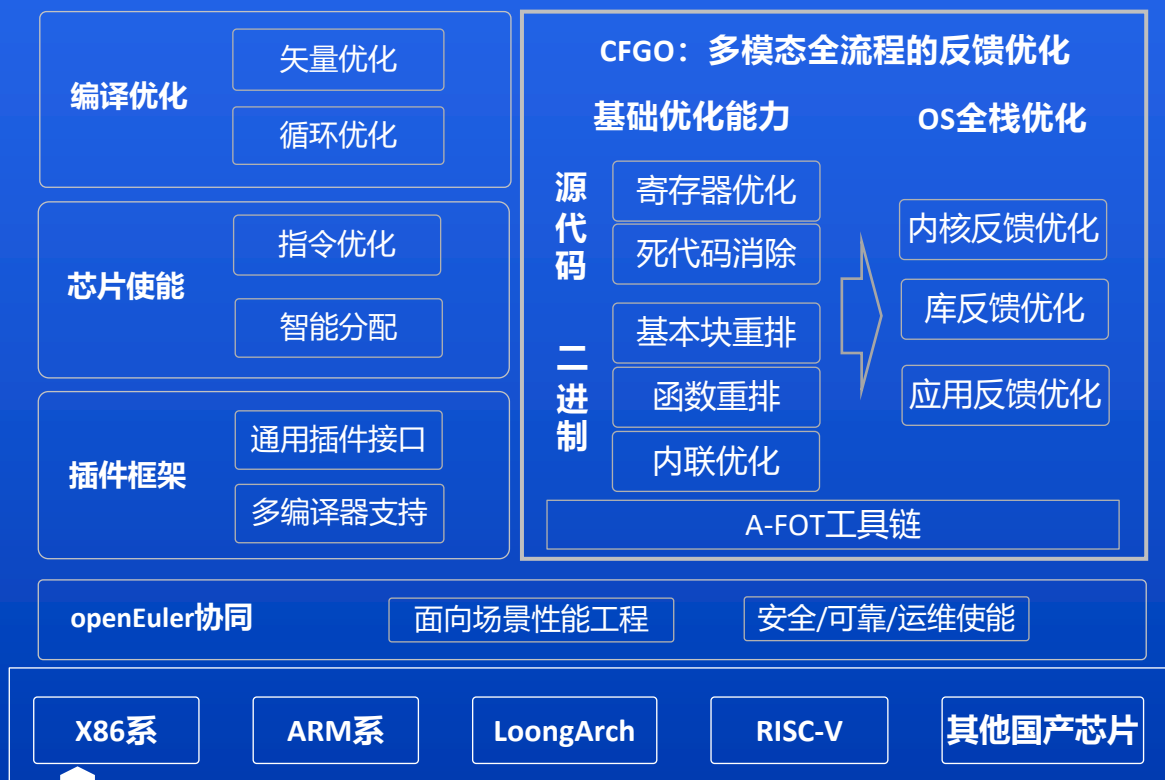 编译优化
矢量优化
循环优化
芯片使能
指令优化
智能分配
插件框架
通用插件接口
多编译器支持
CFGO：多模态全流程的反馈优化
基础优化能力
OS全栈优化
源代码
寄存器优化
死代码消除
二进制
基本块重排
函数重排
内联优化
内核反馈优化
库反馈优化
应用反馈优化
A-FOT工具链
openEuler协同
面向场景性能工程
安全/可靠/运维使能
X86系
ARM系
LoongArch
RISC-V
其他国产芯片